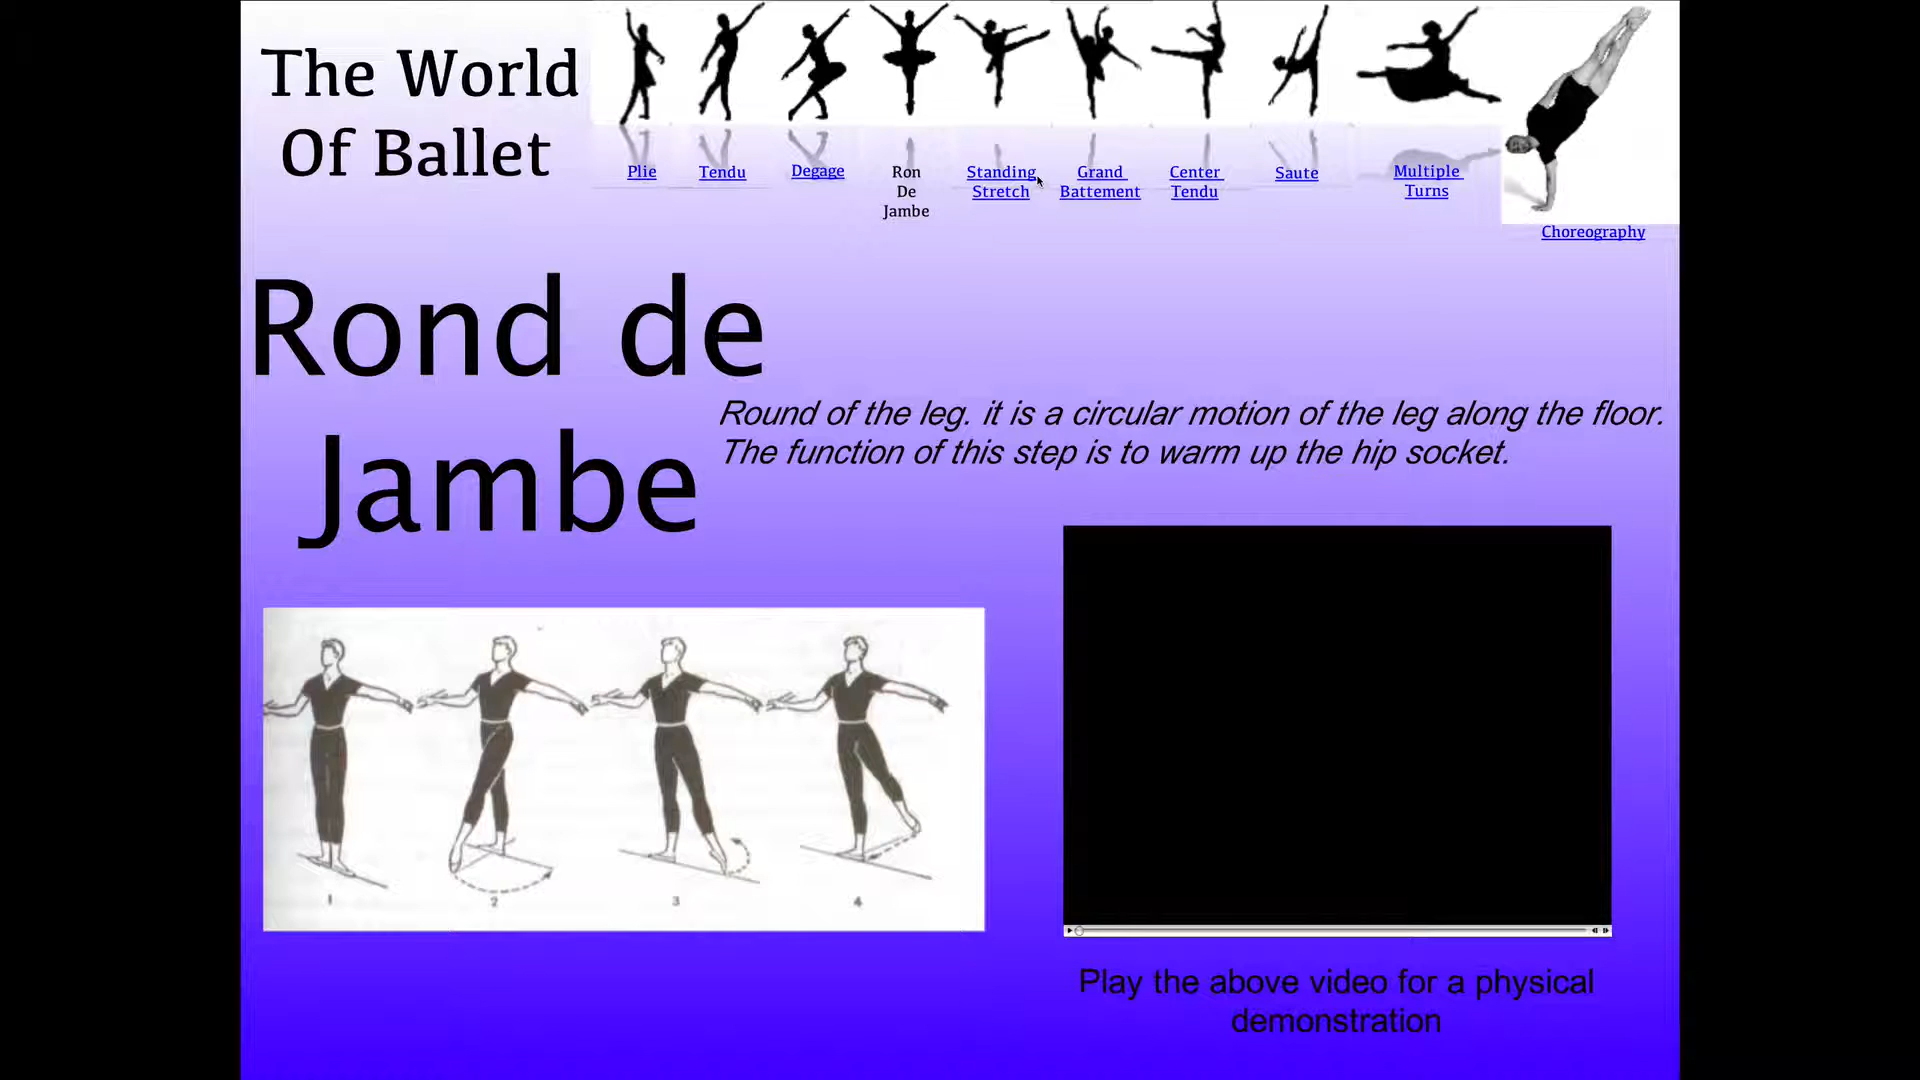 The World
Of Ballet
Plie
Tendu
Degage
Ron
De
Jambe
Standing
Stretch
Grand
Battement
Center
Tendu
Saute
Multiple
Turns
Choreography
Rond de
Jambe
Round of the leg. it is a circular motion of the leg along the floor.
The function of this step is to warm up the hip socket.
1
2
3
4
Play the above video for a physical
demonstration